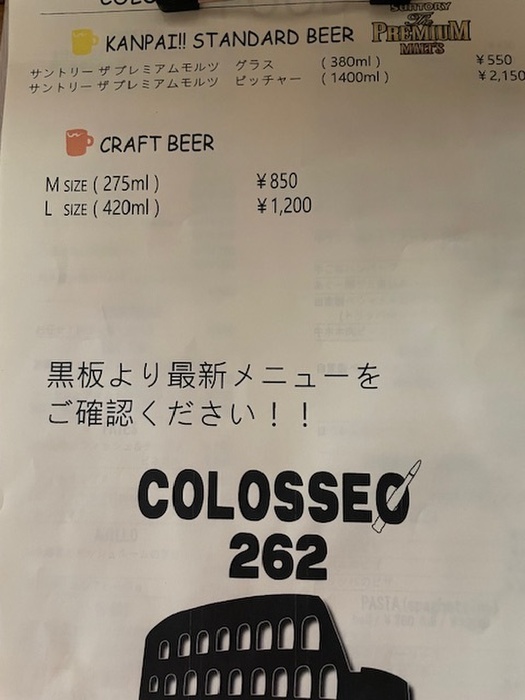 COLO
KANPAI!! STANDARD BEER
SUNTORY
The
PREMIUM
MALT'S
サントリー ザ プレミアムモルツ グラス (380ml) ¥550
サントリー ザ プレミアムモルツ ピッチャー (1400ml) ¥2,150
CRAFT BEER
M SIZE (275ml) ¥850
L SIZE (420ml) ¥1,200
黒板より最新メニューを
ご確認ください！！
COLOSSEO
262